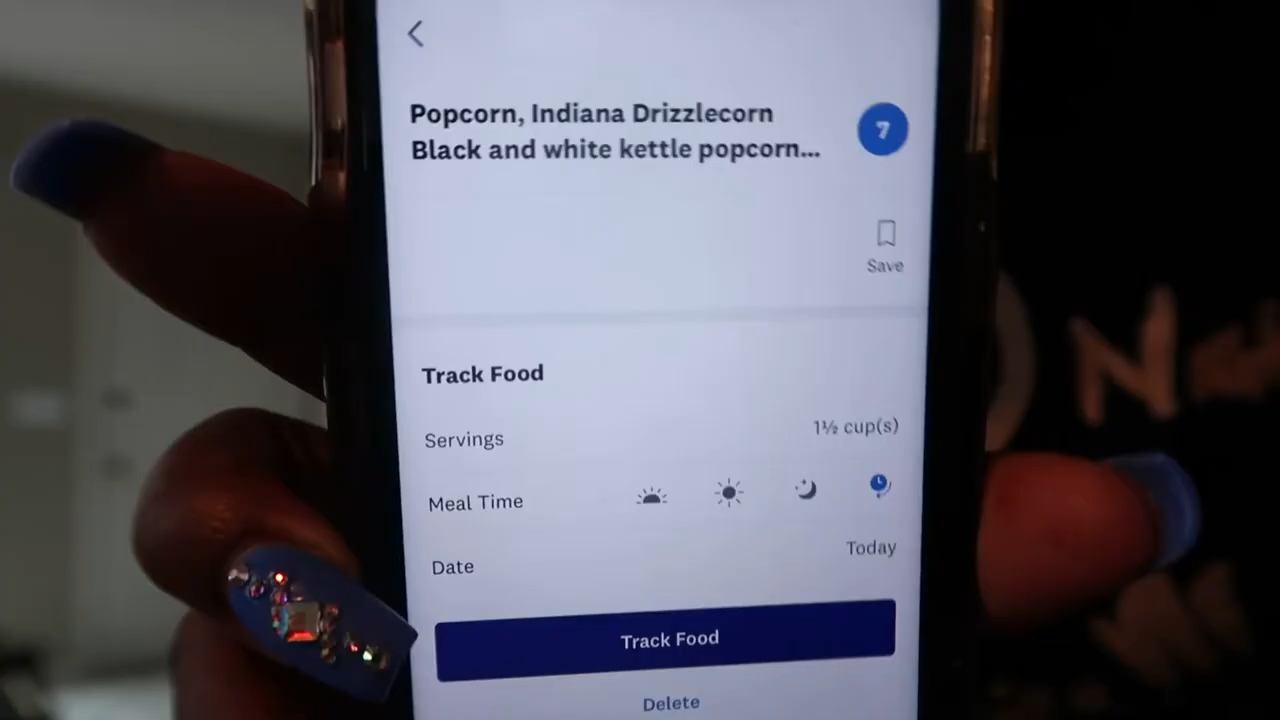 Popcorn, Indiana Drizzlecorn
Black and white kettle popcorn...
7
Save
Track Food
Servings
1½ cup(s)
Meal Time
Date
Today
Track Food
Delete